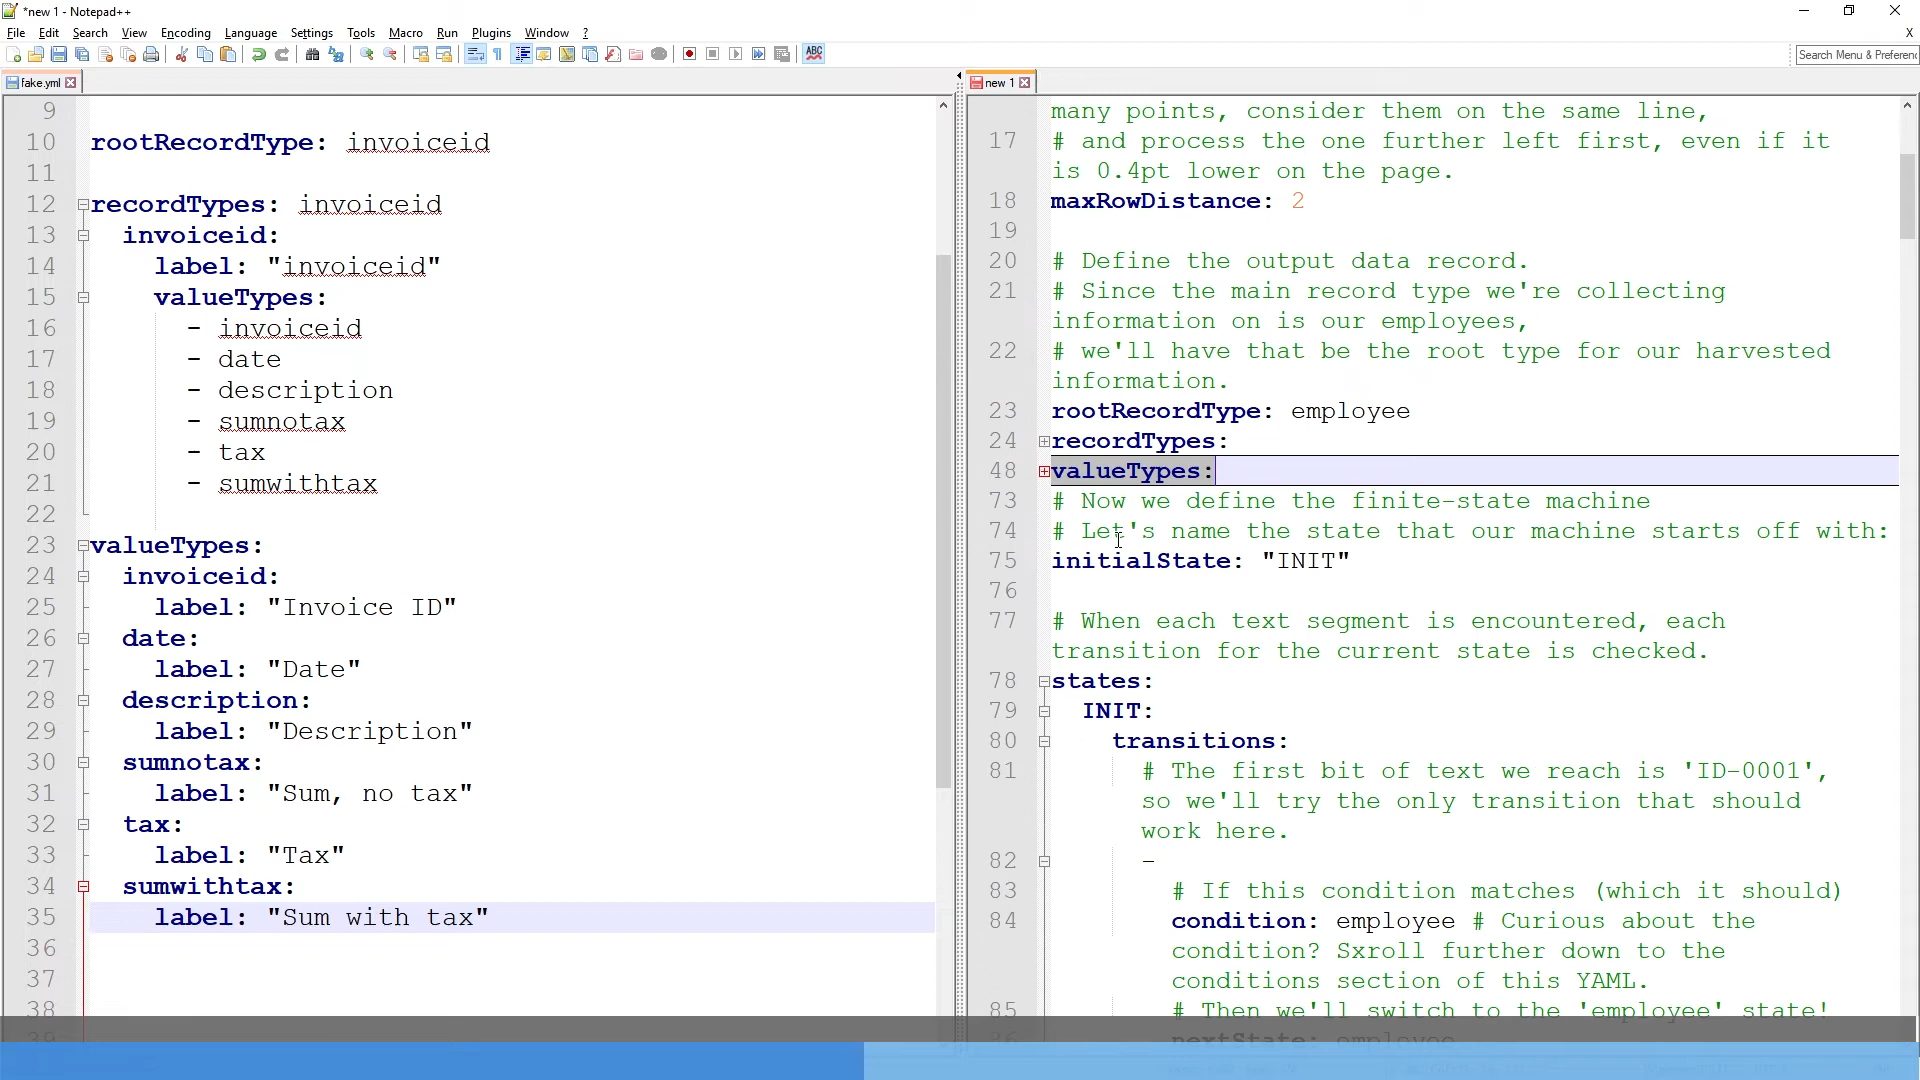 *new 1 - Notepad++
File Edit Search View Encoding Language Settings Tools Macro Run Plugins Window ? X
ABC
Search Menu & Preferenc
fake.yml
9
10 rootRecordType: invoiceid
11
12 recordTypes: invoiceid
13 invoiceid:
14 label: "invoiceid"
15 valueTypes:
16 - invoiceid
17 - date
18 - description
19 - sumnotax
20 - tax
21 - sumwithtax
22
23 valueTypes:
24 invoiceid:
25 label: "Invoice ID"
26 date:
27 label: "Date"
28 description:
29 label: "Description"
30 sumnotax:
31 label: "Sum, no tax"
32 tax:
33 label: "Tax"
34 sumwithtax:
35 label: "Sum with tax"
36
37
38
39
new 1
many points, consider them on the same line,
17 # and process the one further left first, even if it
is 0.4pt lower on the page.
18 maxRowDistance: 2
19
20 # Define the output data record.
21 # Since the main record type we're collecting
information on is our employees,
22 # we'll have that be the root type for our harvested
information.
23 rootRecordType: employee
24 recordTypes:
48 valueTypes:
73 # Now we define the finite-state machine
74 # Let's name the state that our machine starts off with:
75 initialState: "INIT"
76
77 # When each text segment is encountered, each
transition for the current state is checked.
78 states:
79 INIT:
80 transitions:
81 # The first bit of text we reach is 'ID-0001',
so we'll try the only transition that should
work here.
82 -
83 # If this condition matches (which it should)
84 condition: employee # Curious about the
condition? Sxroll further down to the
conditions section of this YAML.
85 # Then we'll switch to the 'employee' state!
86 nextState: employee